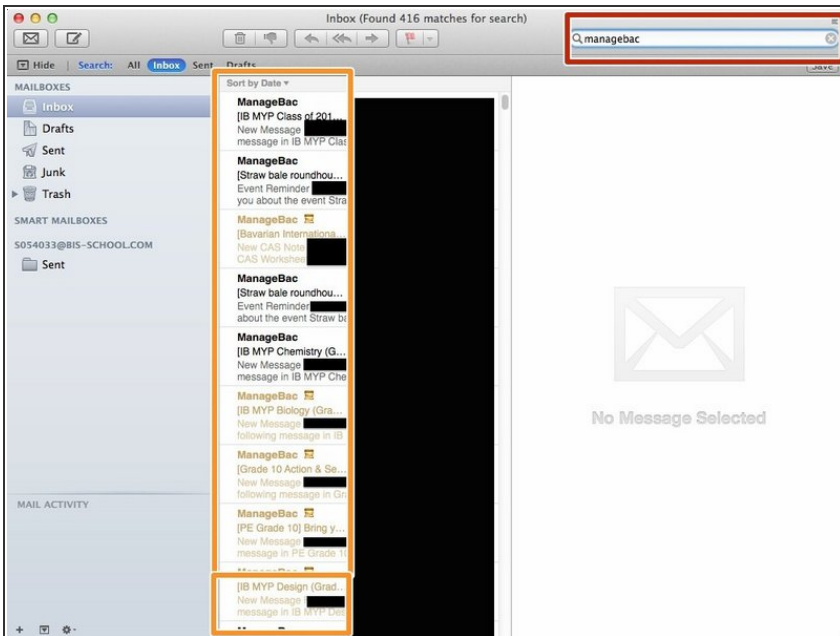 Inbox (Found 416 matches for search)
managebac
Hide Search: All Inbox Sent Drafts
Save
MAILBOXES
Inbox
Drafts
Sent
Junk
Trash
SMART MAILBOXES
S054033@BIS-SCHOOL.COM
Sent
MAIL ACTIVITY
Sort by Date
ManageBac
[IB MYP Class of 201...
New Message
message in IB MYP Clas
ManageBac
[Straw bale roundhou...
Event Reminder
you about the event Stra
ManageBac
[Bavarian Internationa...
New CAS Note
CAS Workshee
ManageBac
[Straw bale roundhou...
Event Reminder
about the event Straw ba
ManageBac
[IB MYP Chemistry (G...
New Message
message in IB MYP Che
ManageBac
[IB MYP Biology (Gra...
New Message
following message in IB
ManageBac
[Grade 10 Action & Se...
New Message
following message in Gra
ManageBac
[PE Grade 10] Bring y...
New Message
message in PE Grade 10
ManageBac
[IB MYP Design (Grad...
New Message
message in IB MYP Des
No Message Selected